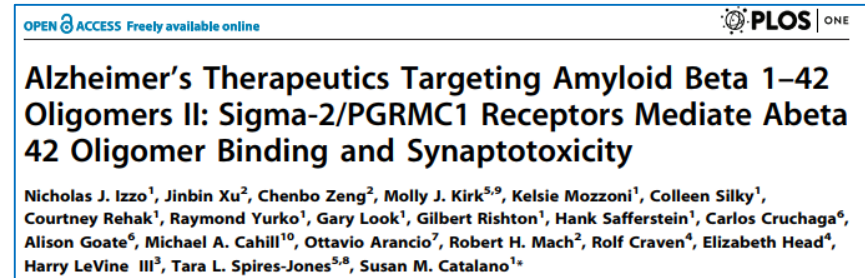 OPEN ACCESS Freely available online
PLOS ONE
Alzheimer's Therapeutics Targeting Amyloid Beta 1–42
Oligomers II: Sigma-2/PGRMC1 Receptors Mediate Abeta
42 Oligomer Binding and Synaptotoxicity
Nicholas J. Izzo1, Jinbin Xu2, Chenbo Zeng2, Molly J. Kirk5,9, Kelsie Mozzoni1, Colleen Silky1,
Courtney Rehak1, Raymond Yurko1, Gary Look1, Gilbert Rishton1, Hank Safferstein1, Carlos Cruchaga6,
Alison Goate6, Michael A. Cahill10, Ottavio Arancio7, Robert H. Mach2, Rolf Craven4, Elizabeth Head4,
Harry LeVine III3, Tara L. Spires-Jones5,8, Susan M. Catalano1*